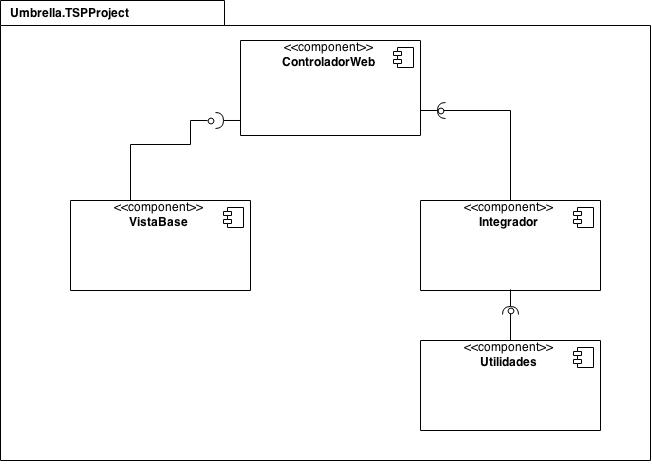 Umbrella.TSPProject
<<component>>
ControladorWeb
<<component>>
VistaBase
<<component>>
Integrador
<<component>>
Utilidades